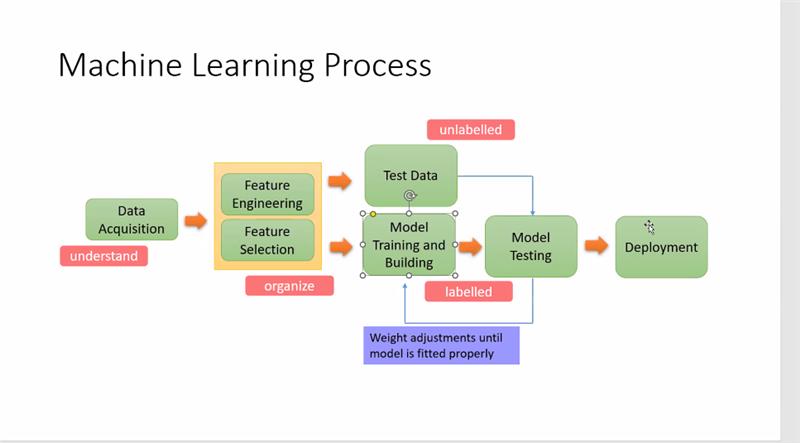 Machine Learning Process
unlabelled
Test Data
Feature
Engineering
Data
Acquisition
Feature
Selection
Model
Training and
Building
Model
Testing
Deployment
understand
organize
labelled
Weight adjustments until
model is fitted properly